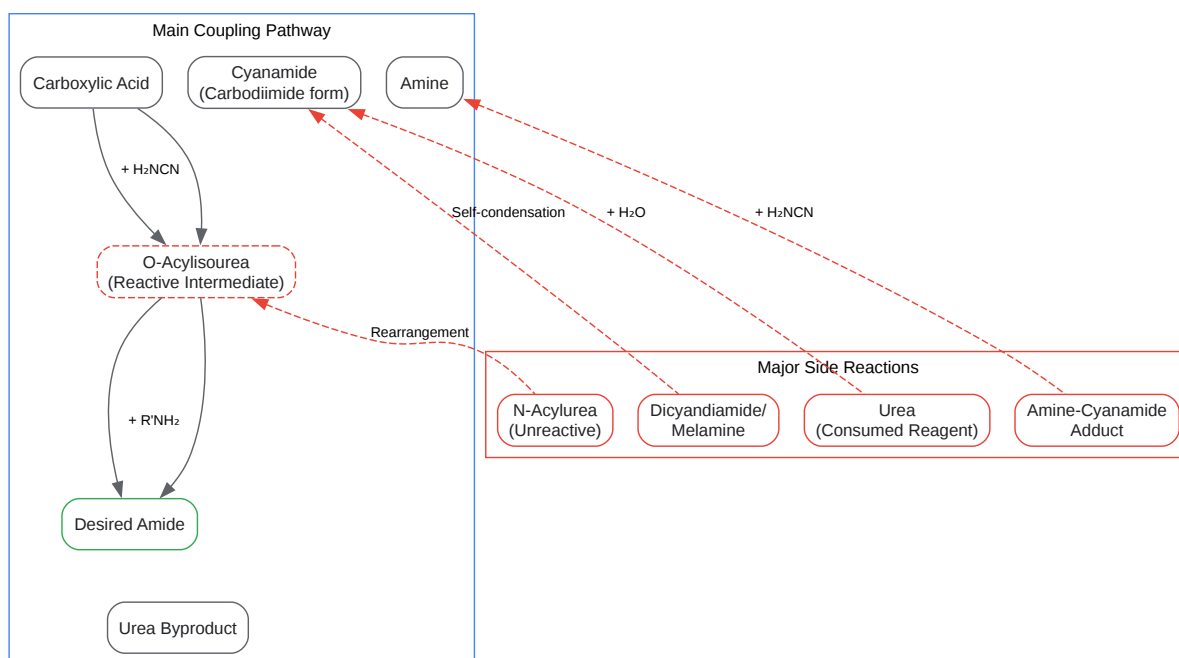 Main Coupling Pathway
Carboxylic Acid
Cyanamide
(Carbodiimide form)
Amine
+ H₂NCN
Self-condensation
+ H₂O
+ H₂NCN
O-Acylisourea
(Reactive Intermediate)
Rearrangement
Major Side Reactions
N-Acylurea
(Unreactive)
Dicyandiamide/
Melamine
Urea
(Consumed Reagent)
Amine-Cyanamide
Adduct
+ R'NH₂
Desired Amide
Urea Byproduct